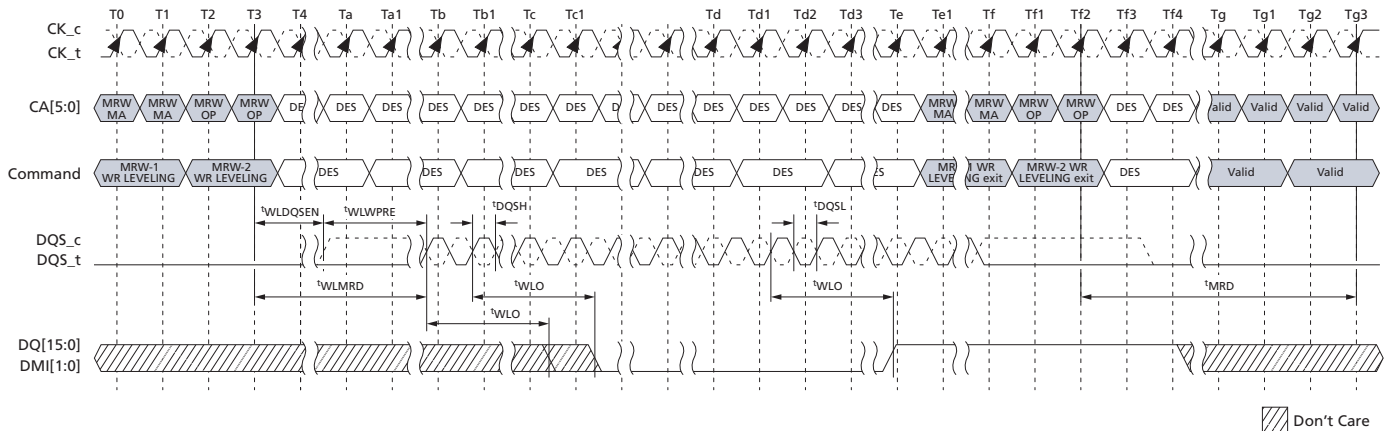 T0 T1 T2 T3 T4 Ta Ta1 Tb Tb1 Tc Tc1 Td Td1 Td2 Td3 Te Te1 Tf Tf1 Tf2 Tf3 Tf4 Tg Tg1 Tg2 Tg3
CK_c
CK_t
CA[5:0]
MRW MA
MRW MA
MRW OP
MRW OP
DES DES DES DES DES DES DES DES DES DES DES
MRW MA
MRW MA
MRW OP
MRW OP
DES DES alid Valid Valid Valid
Command
MRW-1 WR LEVELING
MRW-2 WR LEVELING
DES DES DES DES DES DES DES ES
MRW-2 WR LEVELING exit
DES Valid Valid
tWLDQSEN tWLWPRE tDQSH tDQSL
DQS_c
DQS_t
tWLMRD tWLO tWLO tMRD
tWLO
DQ[15:0]
DMI[1:0]
Don't Care